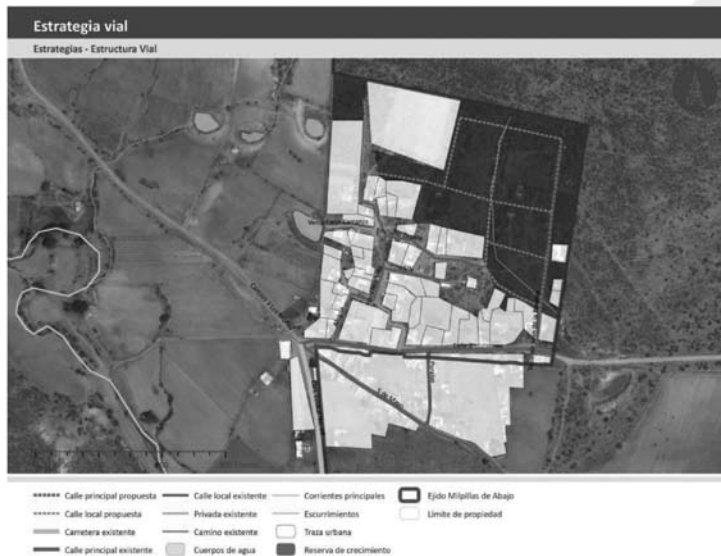 Estrategia vial
Estrategias - Estructura Vial
Calle principal propuesta
Calle local existente
Corrientes principales
Ejido Milpillas de Abajo
Calle local propuesta
Privada existente
Escurrimientos
Límite de propiedad
Carretera existente
Camino existente
Traza urbana
Calle principal existente
Cuerpos de agua
Reserva de crecimiento